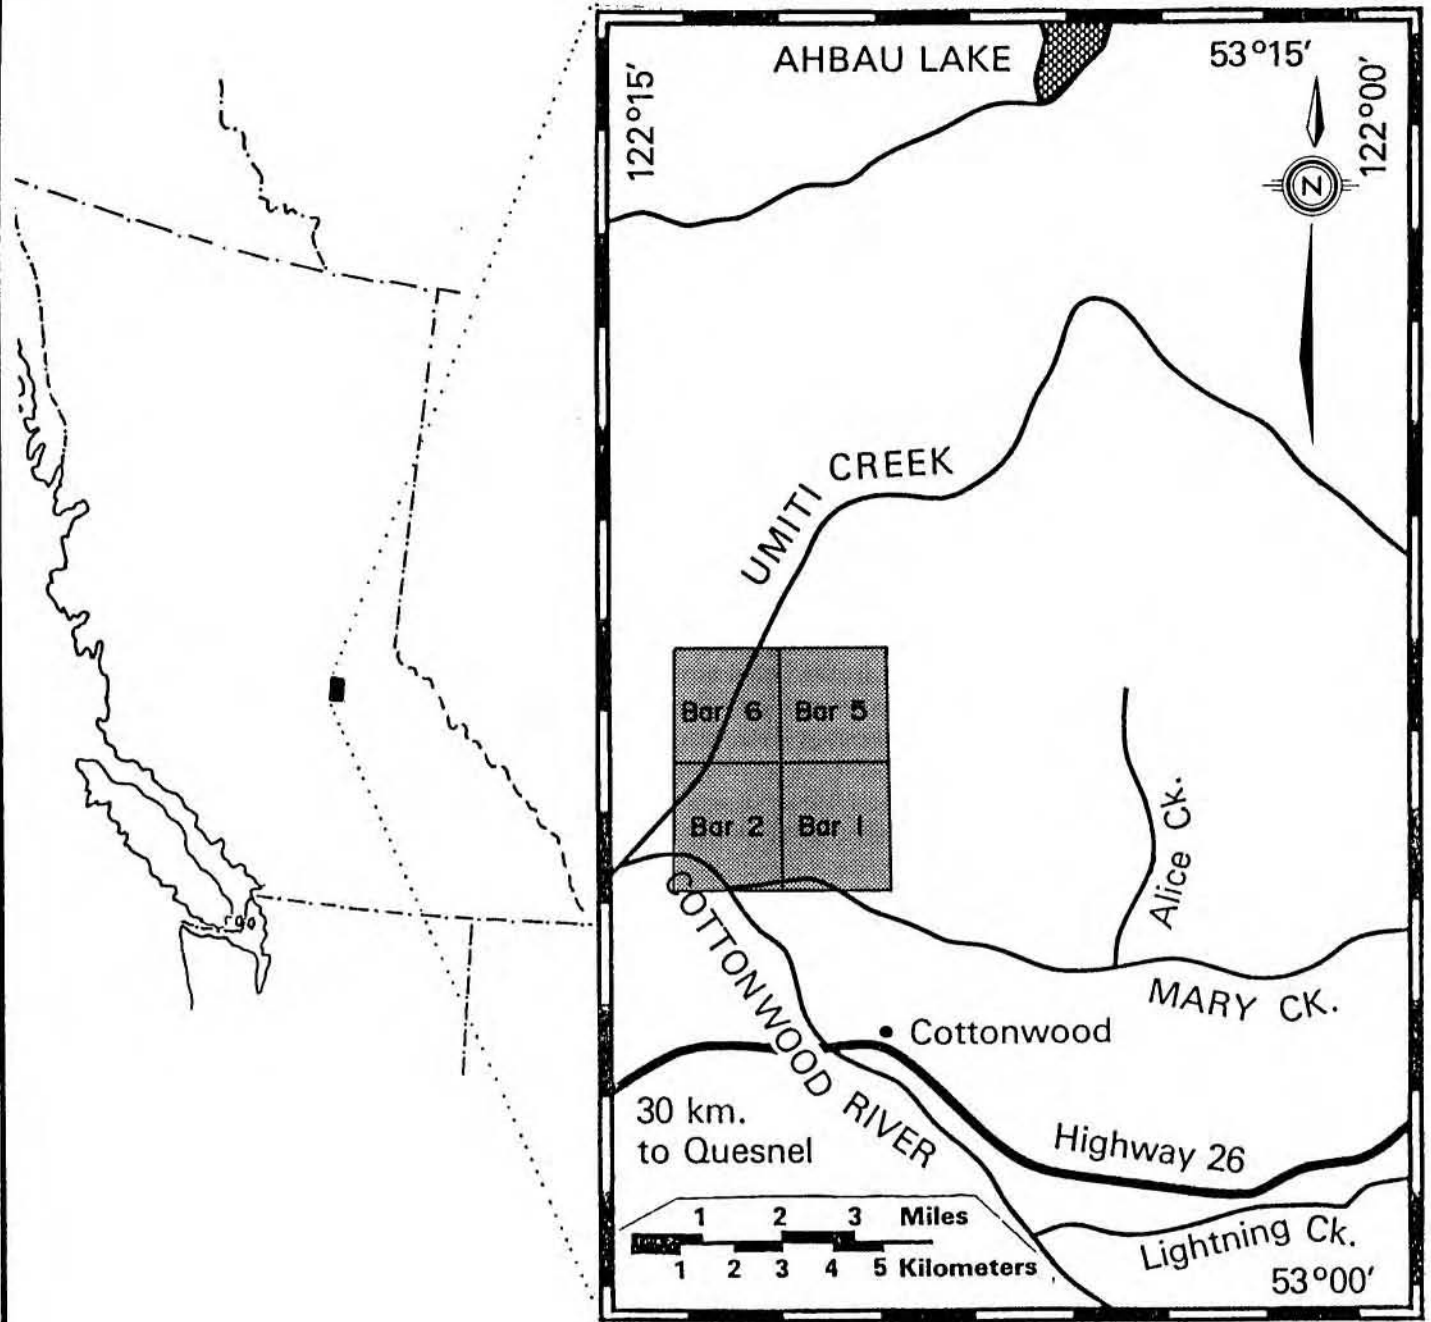 AHBAU LAKE
53°15′
122°15′
122°00′
N
UMITI CREEK
Bar 6
Bar 5
Bar 2
Bar 1
Alice Ck.
COTTONWOOD RIVER
MARY CK.
Cottonwood
30 km.
to Quesnel
Highway 26
1 2 3 Miles
1 2 3 4 5 Kilometers
Lightning Ck.
53°00′